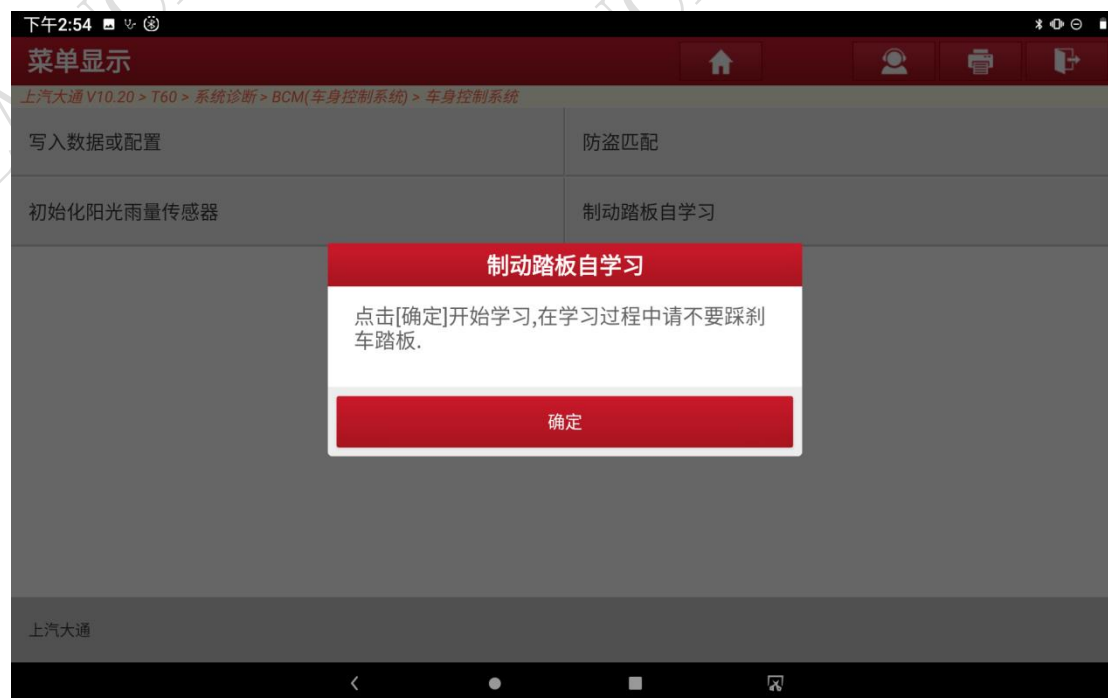 下午2:54
菜单显示
上汽大通 V10.20 > T60 > 系统诊断 > BCM(车身控制系统) > 车身控制系统
写入数据或配置
防盗匹配
初始化阳光雨量传感器
制动踏板自学习
制动踏板自学习
点击[确定]开始学习,在学习过程中请不要踩刹
车踏板.
确定
上汽大通